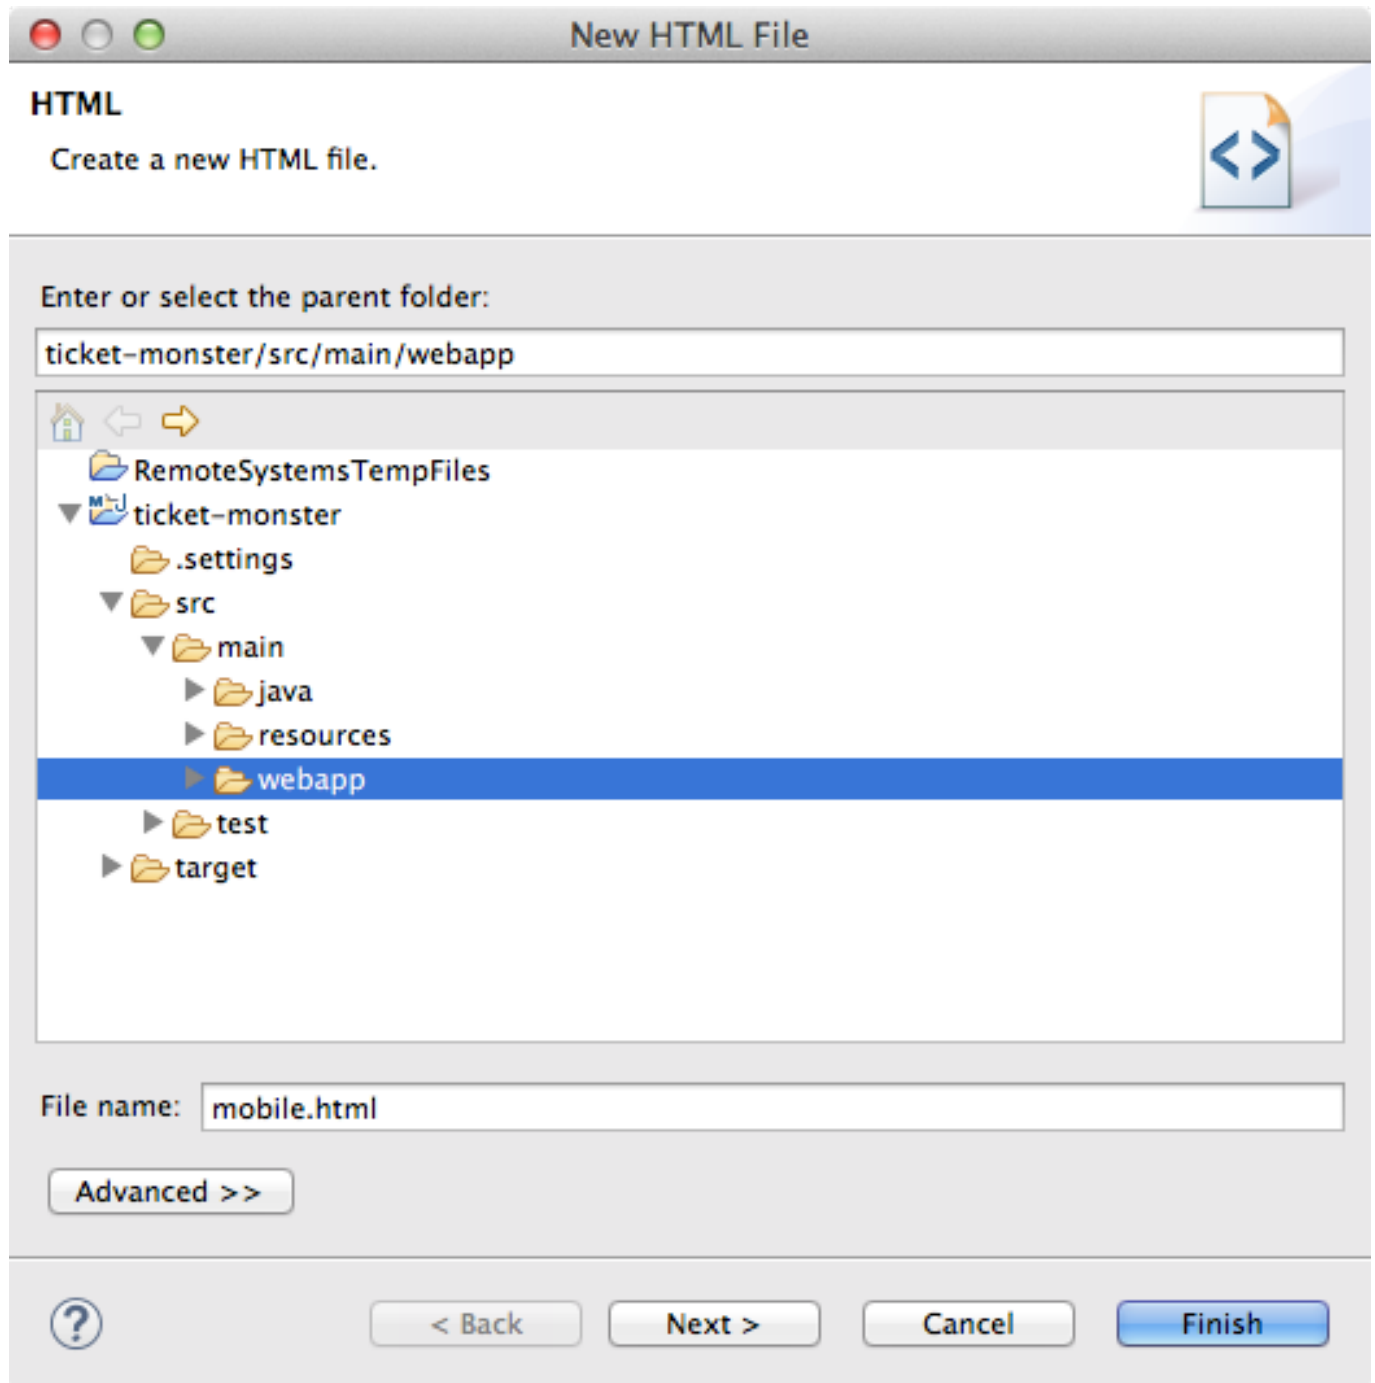 New HTML File
HTML
Create a new HTML file.
Enter or select the parent folder:
ticket-monster/src/main/webapp
RemoteSystemsTempFiles
ticket-monster
.settings
src
main
java
resources
webapp
test
target
File name: mobile.html
Advanced >>
? < Back Next > Cancel Finish